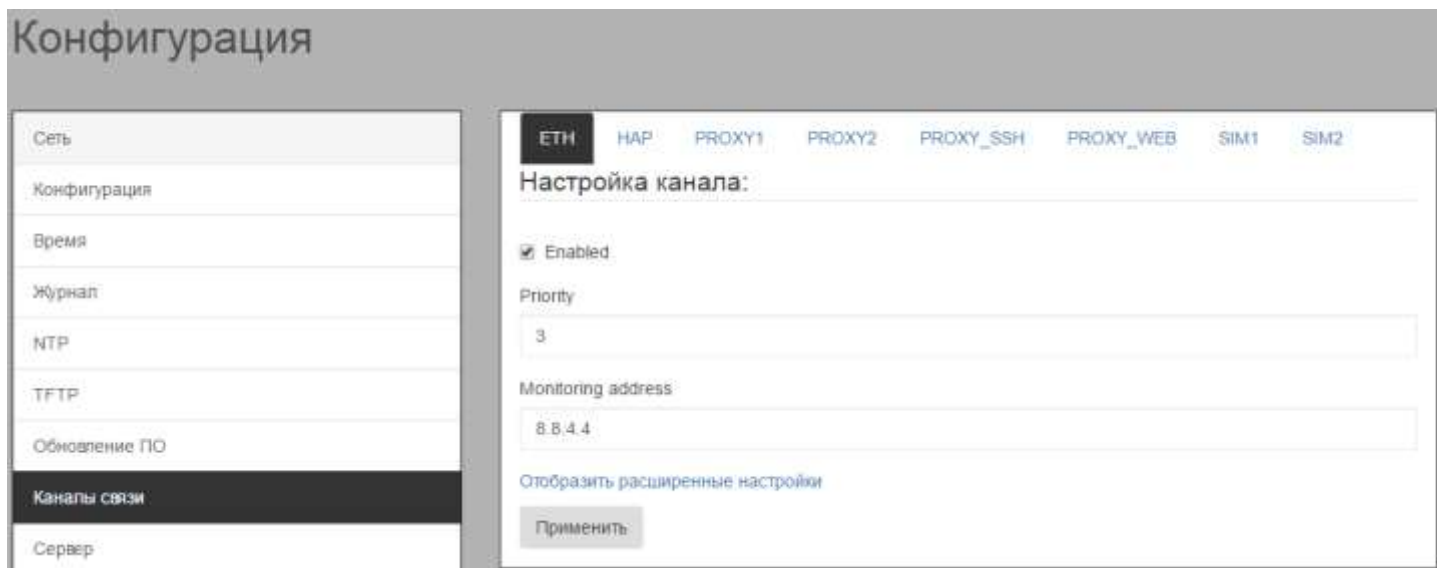 Конфигурация
Сеть
Конфигурация
Время
Журнал
NTP
TFTP
Обновление ПО
Каналы связи
Сервер
ETH HAP PROXY1 PROXY2 PROXY_SSH PROXY_WEB SIM1 SIM2
Настройка канала:
Enabled
Priority
3
Monitoring address
8.8.4.4
Отобразить расширенные настройки
Применить